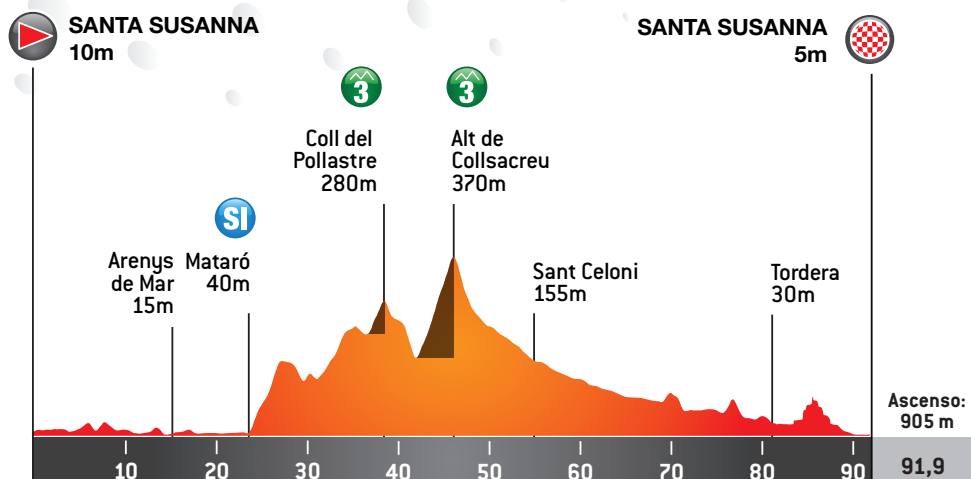 SANTA SUSANNA
10m
SANTA SUSANNA
5m
3
3
Coll del
Pollastre
280m
Alt de
Collsacreu
370m
SI
Arenys
de Mar
15m
Mataró
40m
Sant Celoni
155m
Tordera
30m
Ascenso:
905 m
10 20 30 40 50 60 70 80 90
91,9